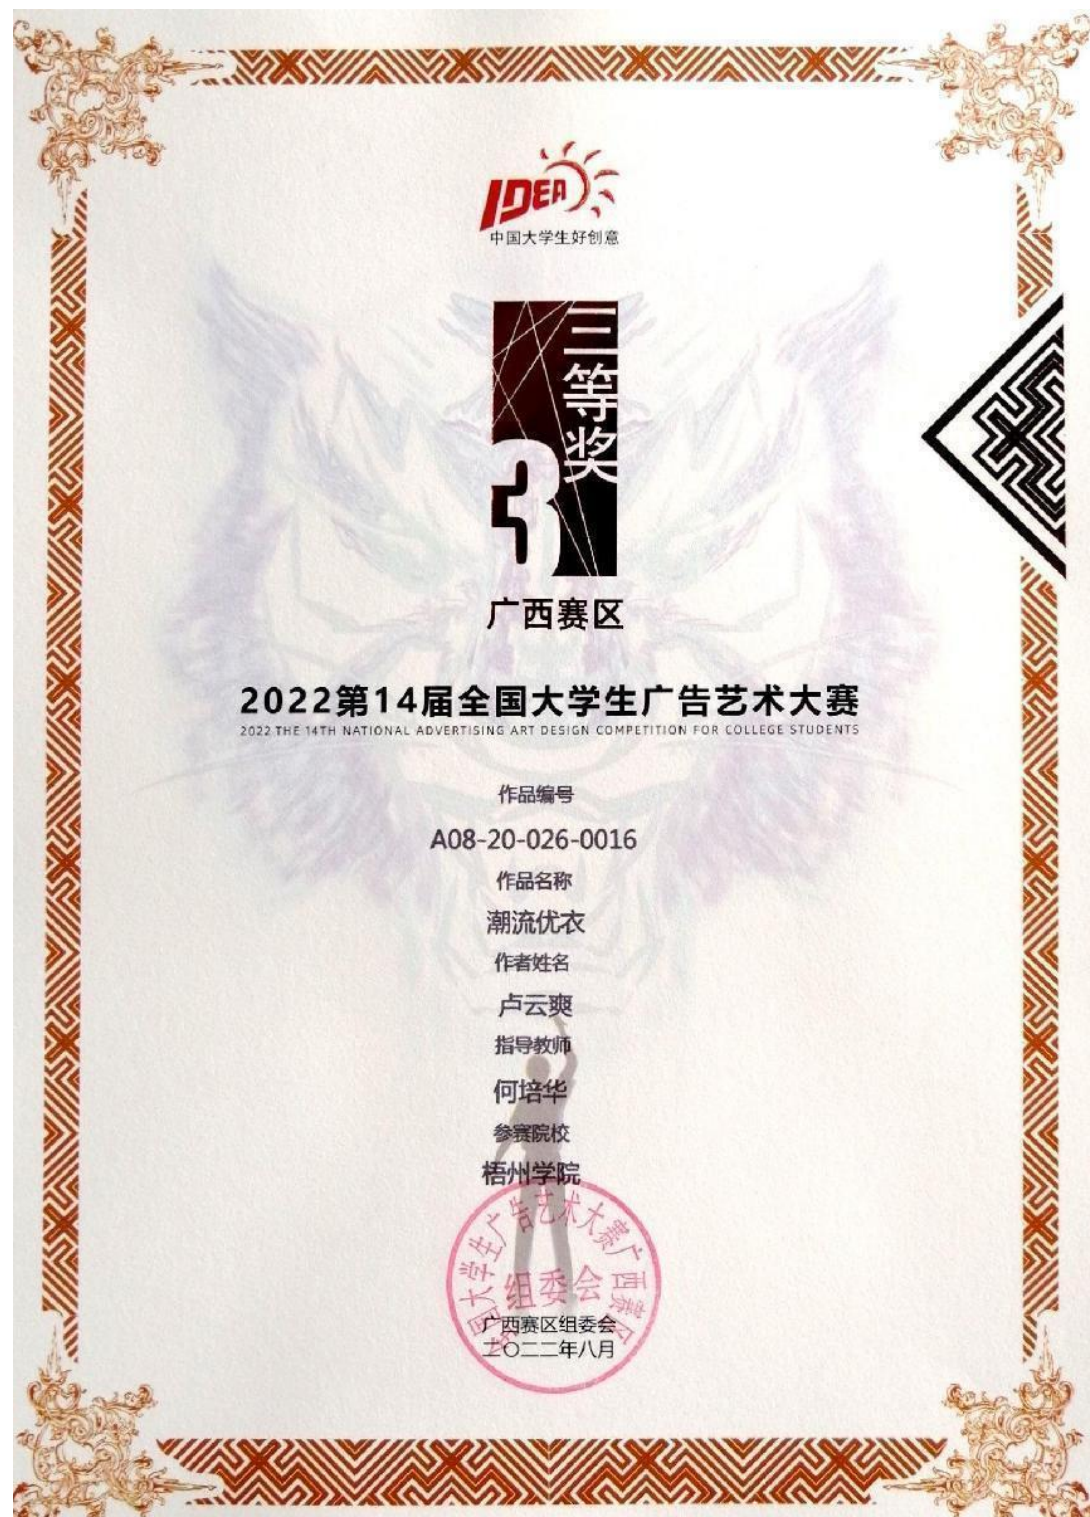 IDEA
中国大学生好创意
三等奖
3
广西赛区
2022第14届全国大学生广告艺术大赛
2022 THE 14TH NATIONAL ADVERTISING ART DESIGN COMPETITION FOR COLLEGE STUDENTS
作品编号
A08-20-026-0016
作品名称
潮流优衣
作者姓名
卢云爽
指导教师
何培华
参赛院校
梧州学院
全国大学生广告艺术大赛广西赛区
组委会
广西赛区组委会
二〇二二年八月